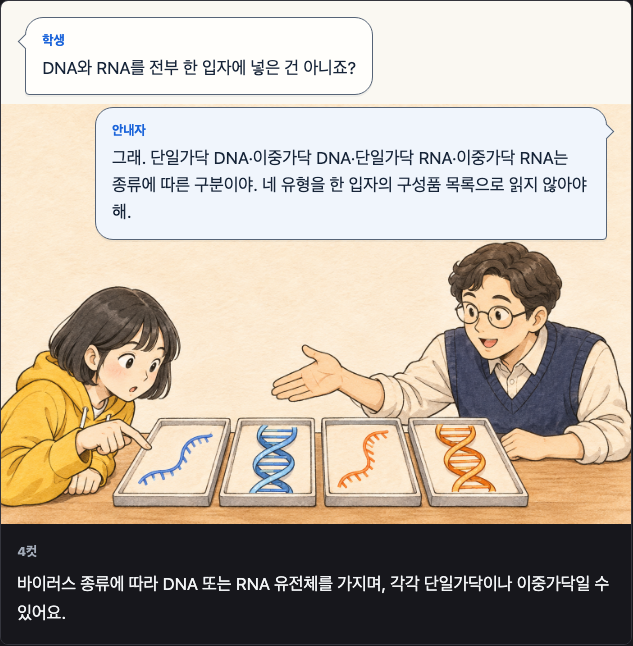 학생
DNA와 RNA를 전부 한 입자에 넣은 건 아니죠?
안내자
그래. 단일가닥 DNA·이중가닥 DNA·단일가닥 RNA·이중가닥 RNA는
종류에 따른 구분이야. 네 유형을 한 입자의 구성품 목록으로 읽지 않아야
해.
4컷
바이러스 종류에 따라 DNA 또는 RNA 유전체를 가지며, 각각 단일가닥이나 이중가닥일 수
있어요.